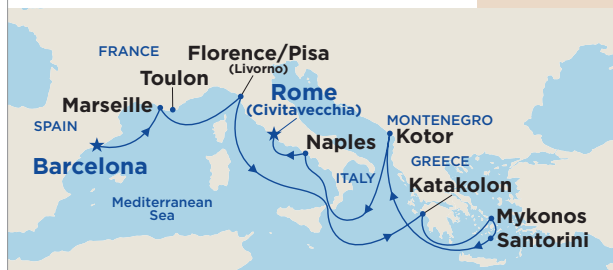 FRANCE
Florence/Pisa
(Livorno)
Toulon
Marseille
Rome
(Civitavecchia)
SPAIN
MONTENEGRO
Kotor
Naples
Barcelona
GREECE
ITALY
Katakolon
Mediterranean
Sea
Mykonos
Santorini